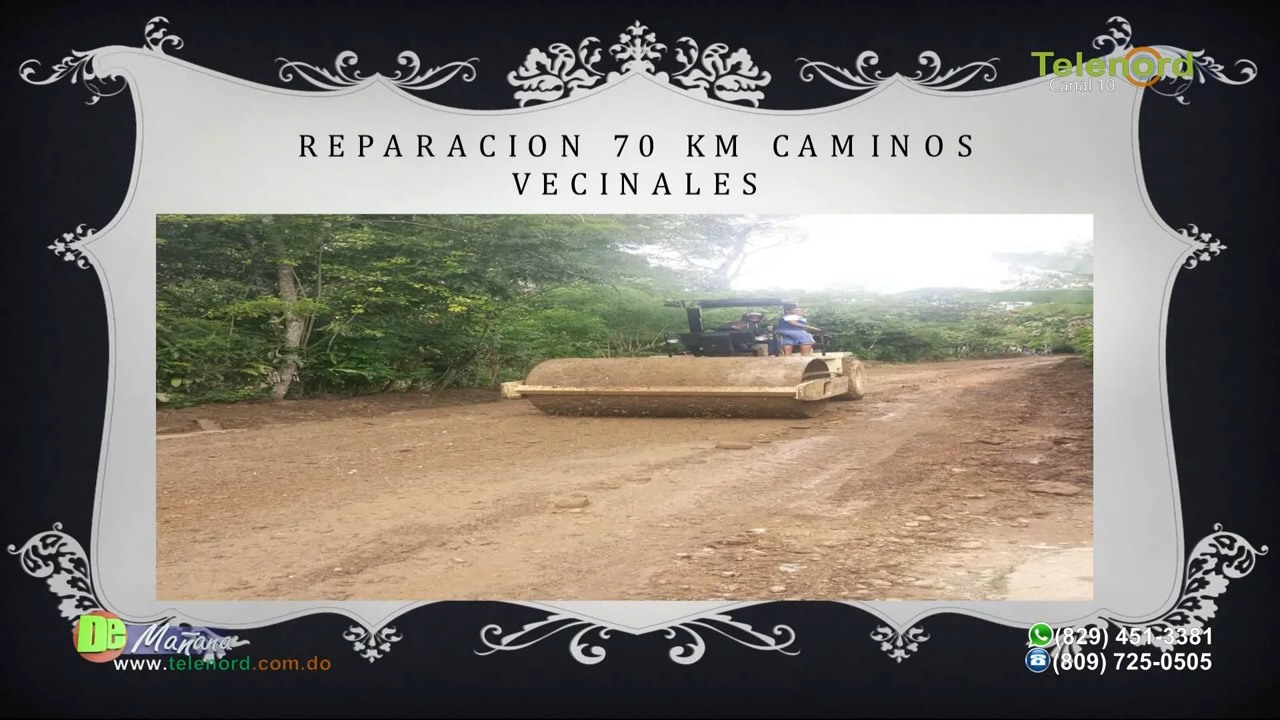 Telenord
Canal 10
REPARACION 70 KM CAMINOS
VECINALES
De Mañana
www.telenord.com.do
(829) 451-3381
(809) 725-0505